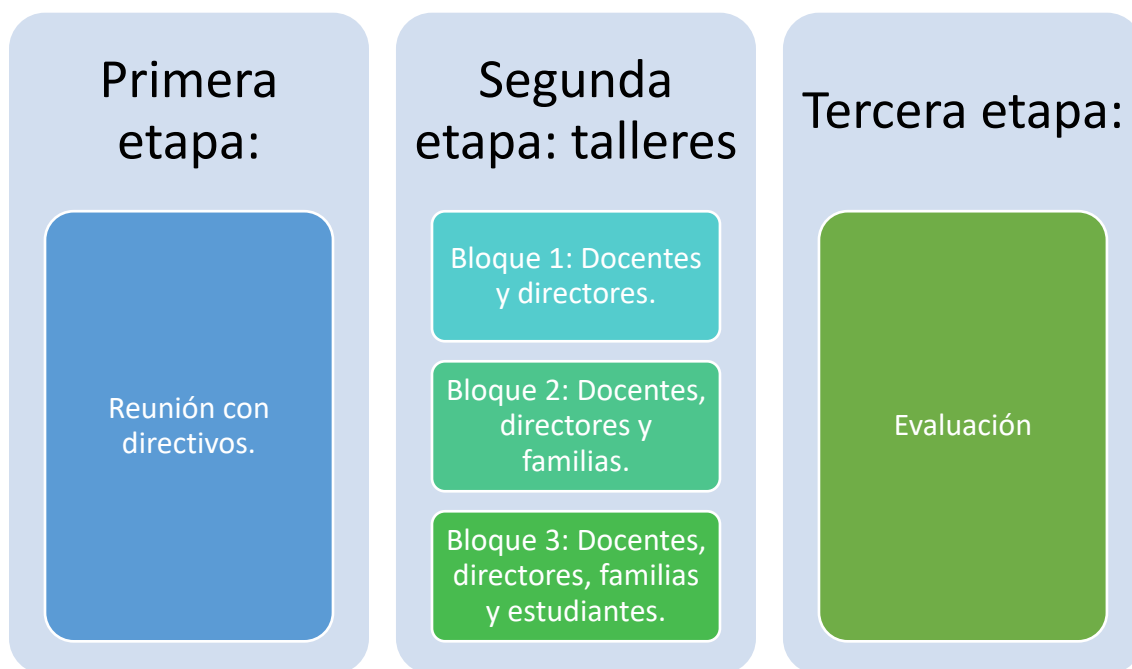 Primera
etapa:
Reunión con
directivos.
Segunda
etapa: talleres
Bloque 1: Docentes
y directores.
Bloque 2: Docentes,
directores y
familias.
Bloque 3: Docentes,
directores, familias
y estudiantes.
Tercera etapa:
Evaluación